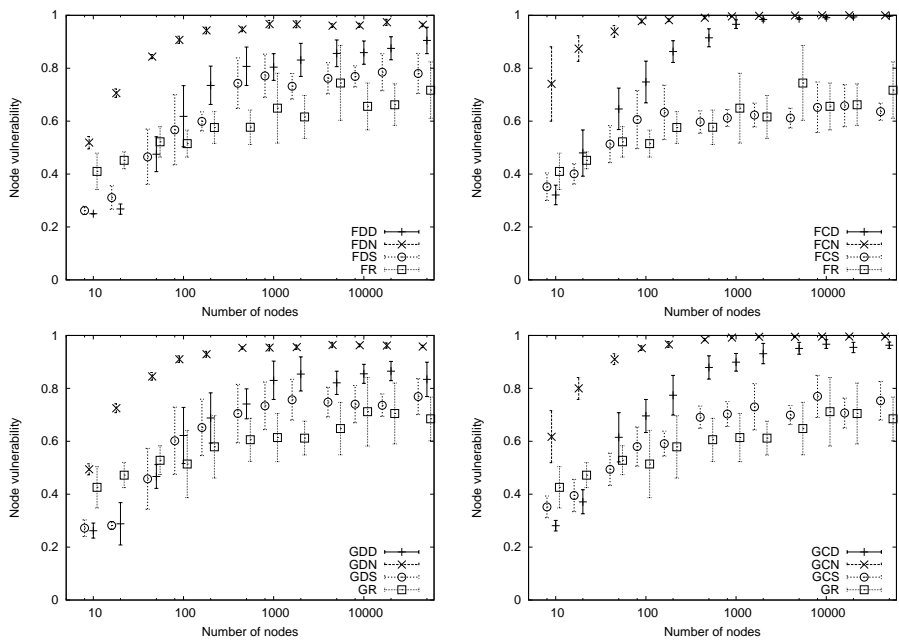 1
0.8
0.6
0.4
0.2
0
Node vulnerability
10
100
1000
10000
Number of nodes
FDD
FDN
FDS
FR
1
0.8
0.6
0.4
0.2
0
Node vulnerability
10
100
1000
10000
Number of nodes
FCD
FCN
FCS
FR
1
0.8
0.6
0.4
0.2
0
Node vulnerability
10
100
1000
10000
Number of nodes
GDD
GDN
GDS
GR
1
0.8
0.6
0.4
0.2
0
Node vulnerability
10
100
1000
10000
Number of nodes
GCD
GCN
GCS
GR